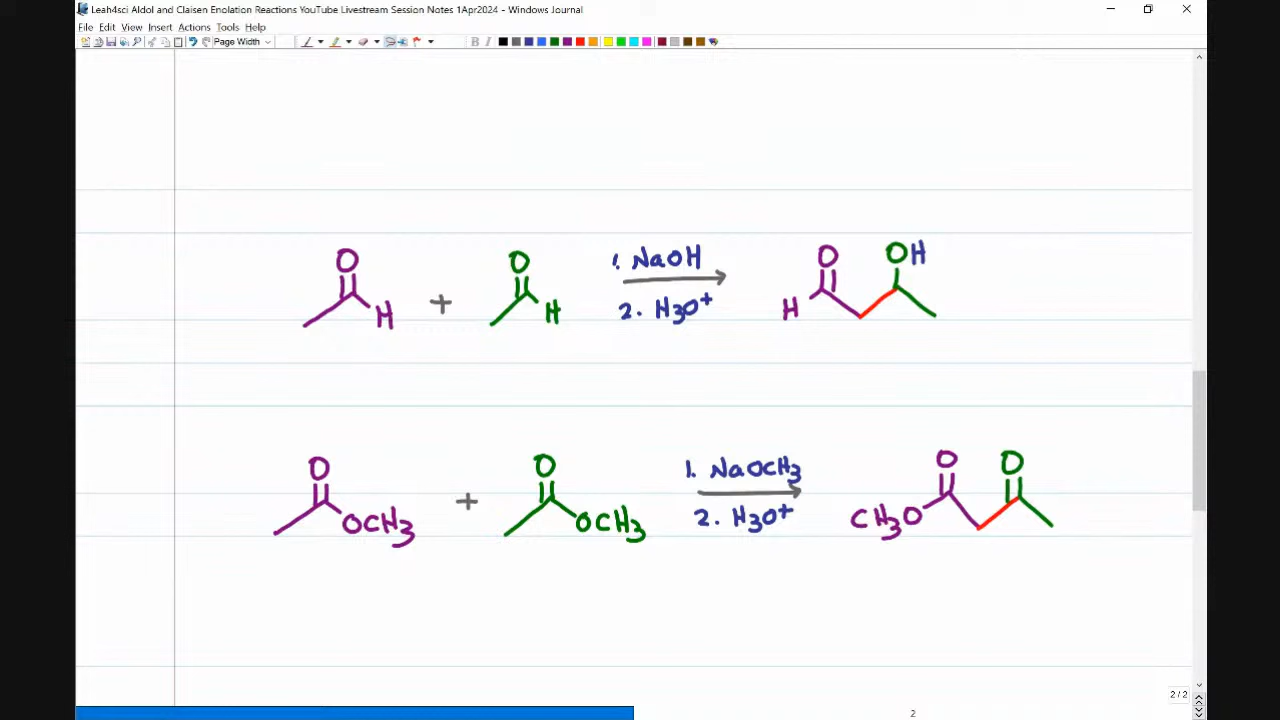 Leah4sci Aldol and Claisen Enolation Reactions YouTube Livestream Session Notes 1Apr2024 - Windows Journal
File Edit View Insert Actions Tools Help
Page Width B I
O O 1. NaOH O OH
H + H 2. H3O+ H
O O 1. NaOCH3 O O
OCH3 + OCH3 2. H3O+ CH3O
2 / 2
2